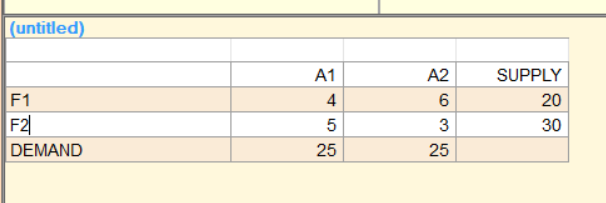 (untitled)
A1 A2 SUPPLY
F1 4 6 20
F2 5 3 30
DEMAND 25 25